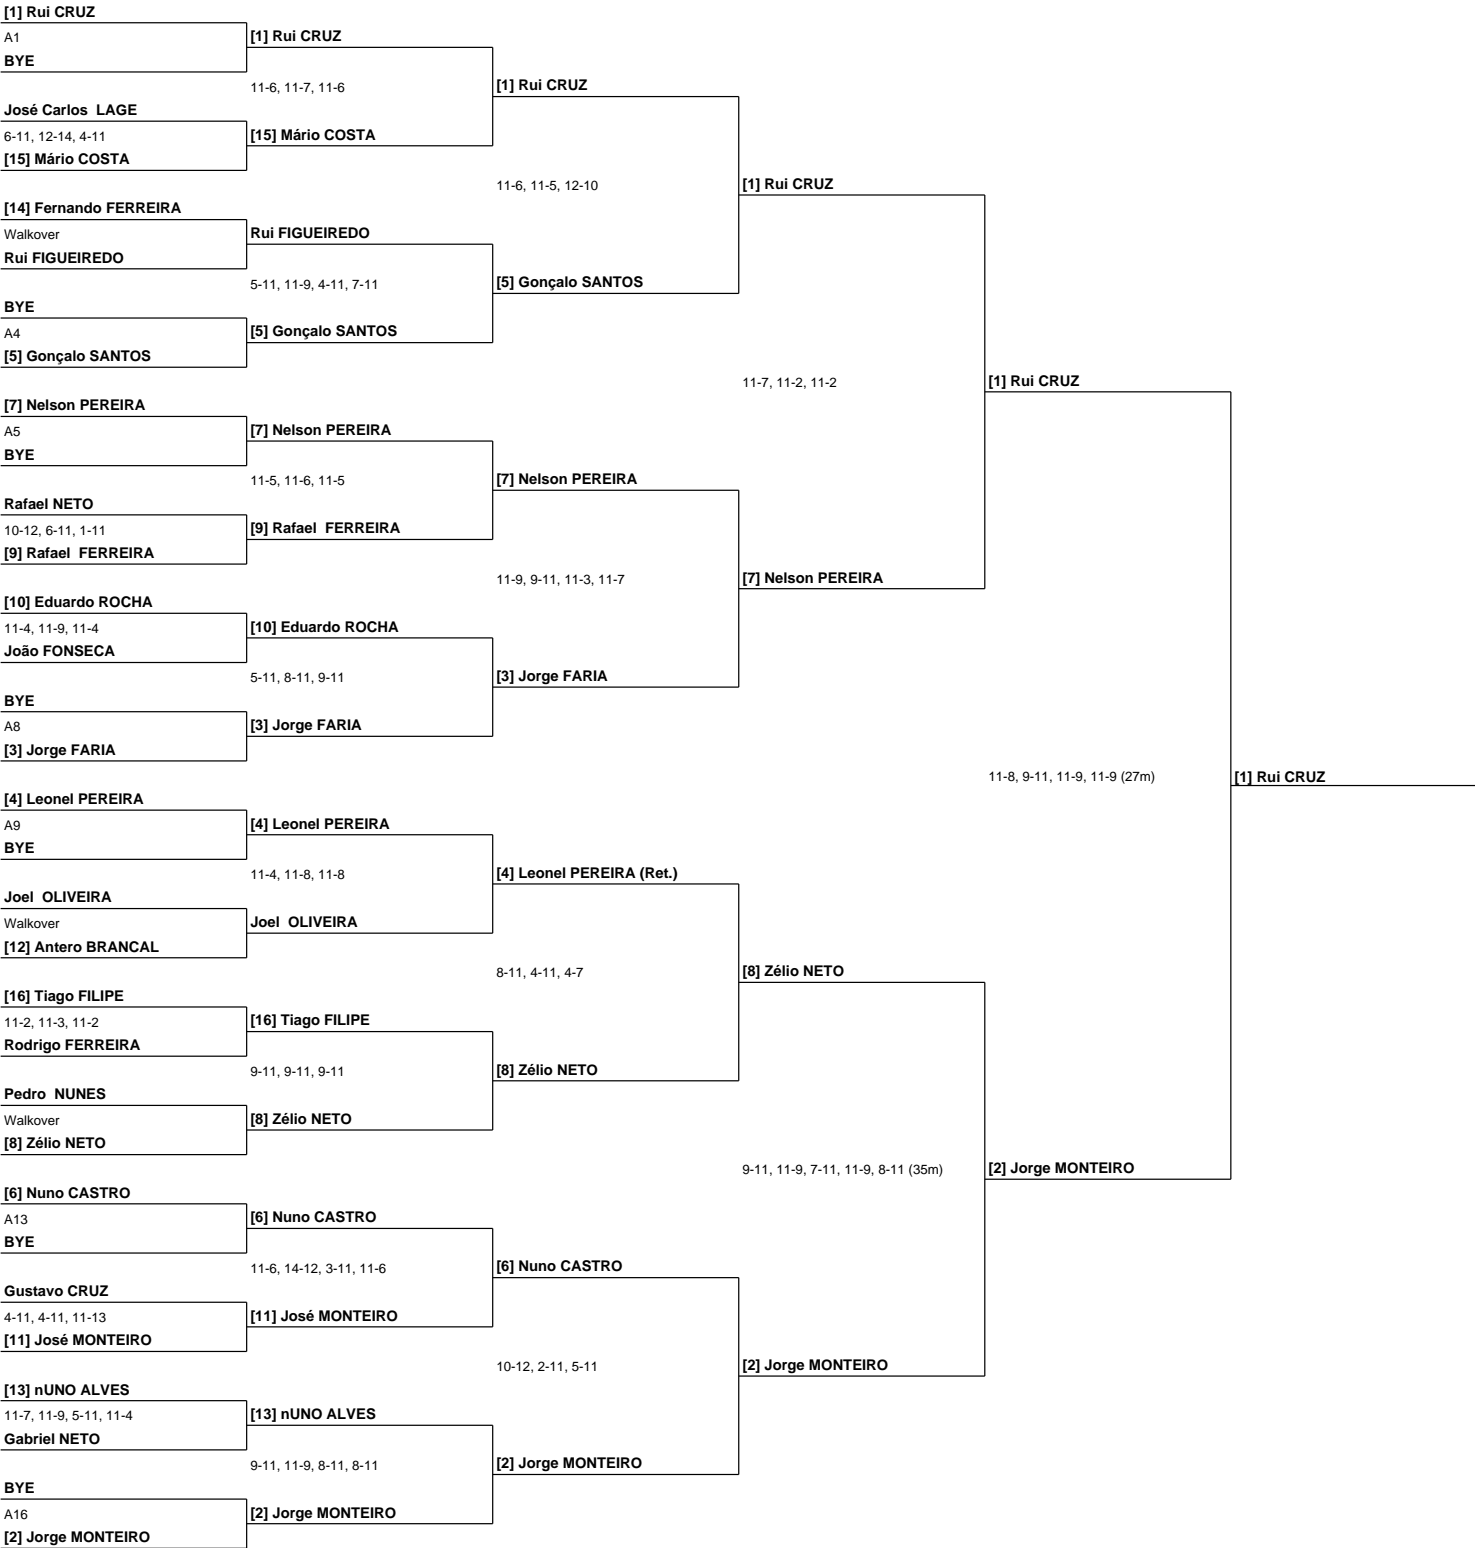 [1] Rui CRUZ
A1
BYE
José Carlos  LAGE
6-11, 12-14, 4-11
[15] Mário COSTA
[14] Fernando FERREIRA
Walkover
Rui FIGUEIREDO
BYE
A4
[5] Gonçalo SANTOS
[7] Nelson PEREIRA
A5
BYE
Rafael NETO
10-12, 6-11, 1-11
[9] Rafael  FERREIRA
[10] Eduardo ROCHA
11-4, 11-9, 11-4
João FONSECA
BYE
A8
[3] Jorge FARIA
[4] Leonel PEREIRA
A9
BYE
Joel  OLIVEIRA
Walkover
[12] Antero BRANCAL
[16] Tiago FILIPE
11-2, 11-3, 11-2
Rodrigo FERREIRA
Pedro  NUNES
Walkover
[8] Zélio NETO
[6] Nuno CASTRO
A13
BYE
Gustavo CRUZ
4-11, 4-11, 11-13
[11] José MONTEIRO
[13] nUNO ALVES
11-7, 11-9, 5-11, 11-4
Gabriel NETO
BYE
A16
[2] Jorge MONTEIRO
[1] Rui CRUZ
11-6, 11-7, 11-6
[15] Mário COSTA
Rui FIGUEIREDO
5-11, 11-9, 4-11, 7-11
[5] Gonçalo SANTOS
[7] Nelson PEREIRA
11-5, 11-6, 11-5
[9] Rafael  FERREIRA
[10] Eduardo ROCHA
5-11, 8-11, 9-11
[3] Jorge FARIA
[4] Leonel PEREIRA
11-4, 11-8, 11-8
Joel  OLIVEIRA
[16] Tiago FILIPE
9-11, 9-11, 9-11
[8] Zélio NETO
[6] Nuno CASTRO
11-6, 14-12, 3-11, 11-6
[11] José MONTEIRO
[13] nUNO ALVES
9-11, 11-9, 8-11, 8-11
[2] Jorge MONTEIRO
[1] Rui CRUZ
11-6, 11-5, 12-10
[5] Gonçalo SANTOS
[7] Nelson PEREIRA
11-9, 9-11, 11-3, 11-7
[3] Jorge FARIA
[4] Leonel PEREIRA (Ret.)
8-11, 4-11, 4-7
[8] Zélio NETO
[6] Nuno CASTRO
10-12, 2-11, 5-11
[2] Jorge MONTEIRO
[1] Rui CRUZ
11-7, 11-2, 11-2
[7] Nelson PEREIRA
[8] Zélio NETO
9-11, 11-9, 7-11, 11-9, 8-11 (35m)
[2] Jorge MONTEIRO
[1] Rui CRUZ
11-8, 9-11, 11-9, 11-9 (27m)
[2] Jorge MONTEIRO
[1] Rui CRUZ